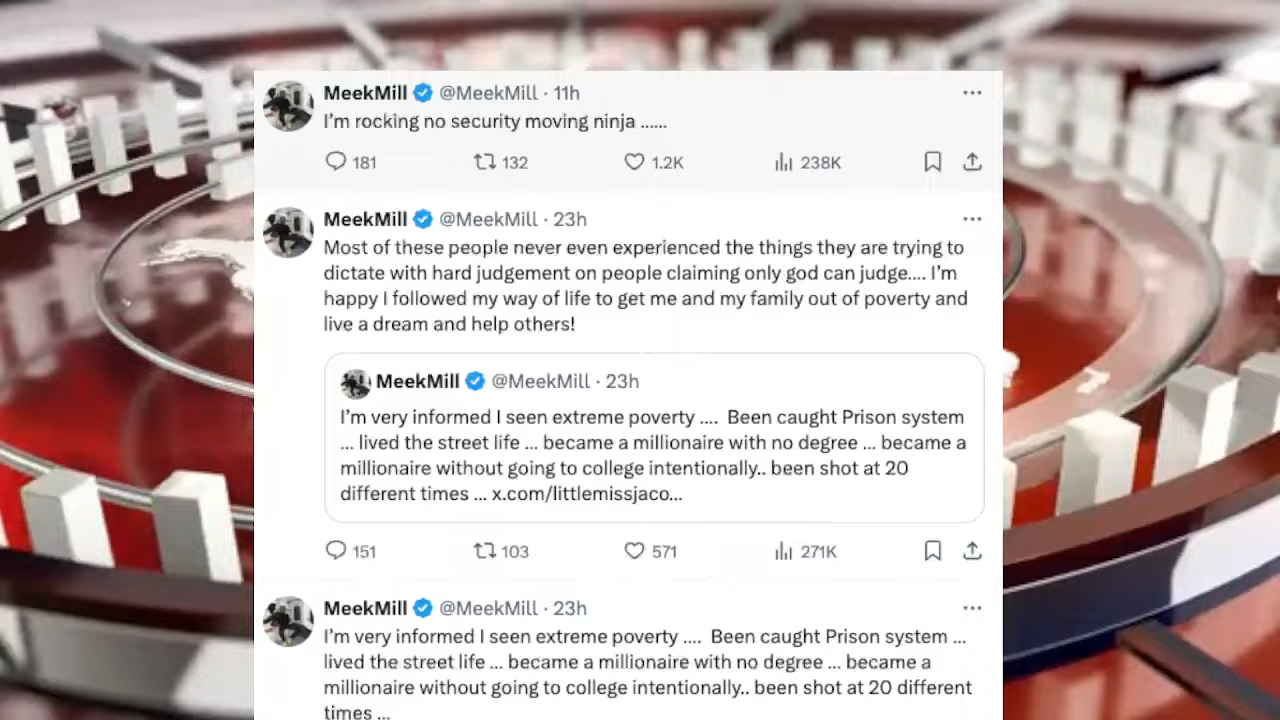 MeekMill @MeekMill · 11h
I'm rocking no security moving ninja ......
181 132 1.2K 238K
MeekMill @MeekMill · 23h
Most of these people never even experienced the things they are trying to
dictate with hard judgement on people claiming only god can judge.... I'm
happy I followed my way of life to get me and my family out of poverty and
live a dream and help others!
MeekMill @MeekMill · 23h
I'm very informed I seen extreme poverty .... Been caught Prison system
... lived the street life ... became a millionaire with no degree ... became a
millionaire without going to college intentionally.. been shot at 20
different times ... x.com/littlemissjaco...
151 103 571 271K
MeekMill @MeekMill · 23h
I'm very informed I seen extreme poverty .... Been caught Prison system ...
lived the street life ... became a millionaire with no degree ... became a
millionaire without going to college intentionally.. been shot at 20 different
times ...